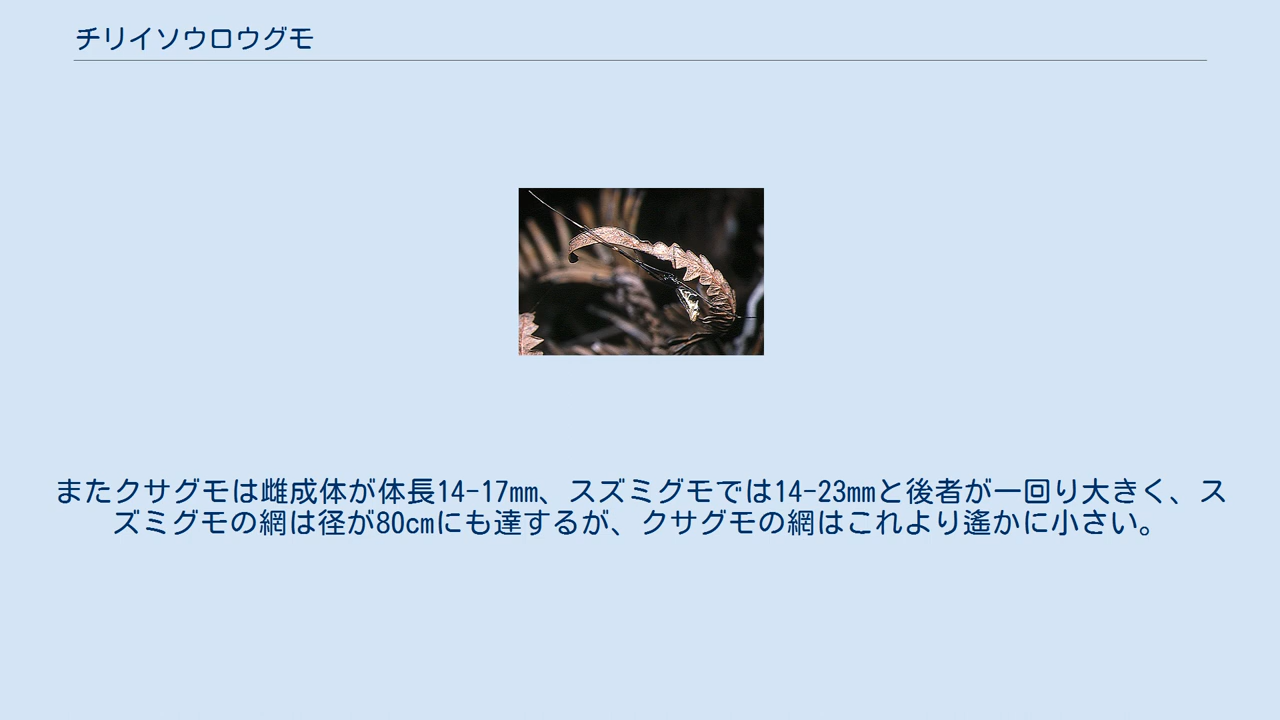 チリイソウロウグモ
またクサグモは雌成体が体長14-17mm、スズミグモでは14-23mmと後者が一回り大きく、ス
ズミグモの網は径が80cmにも達するが、クサグモの網はこれより遙かに小さい。